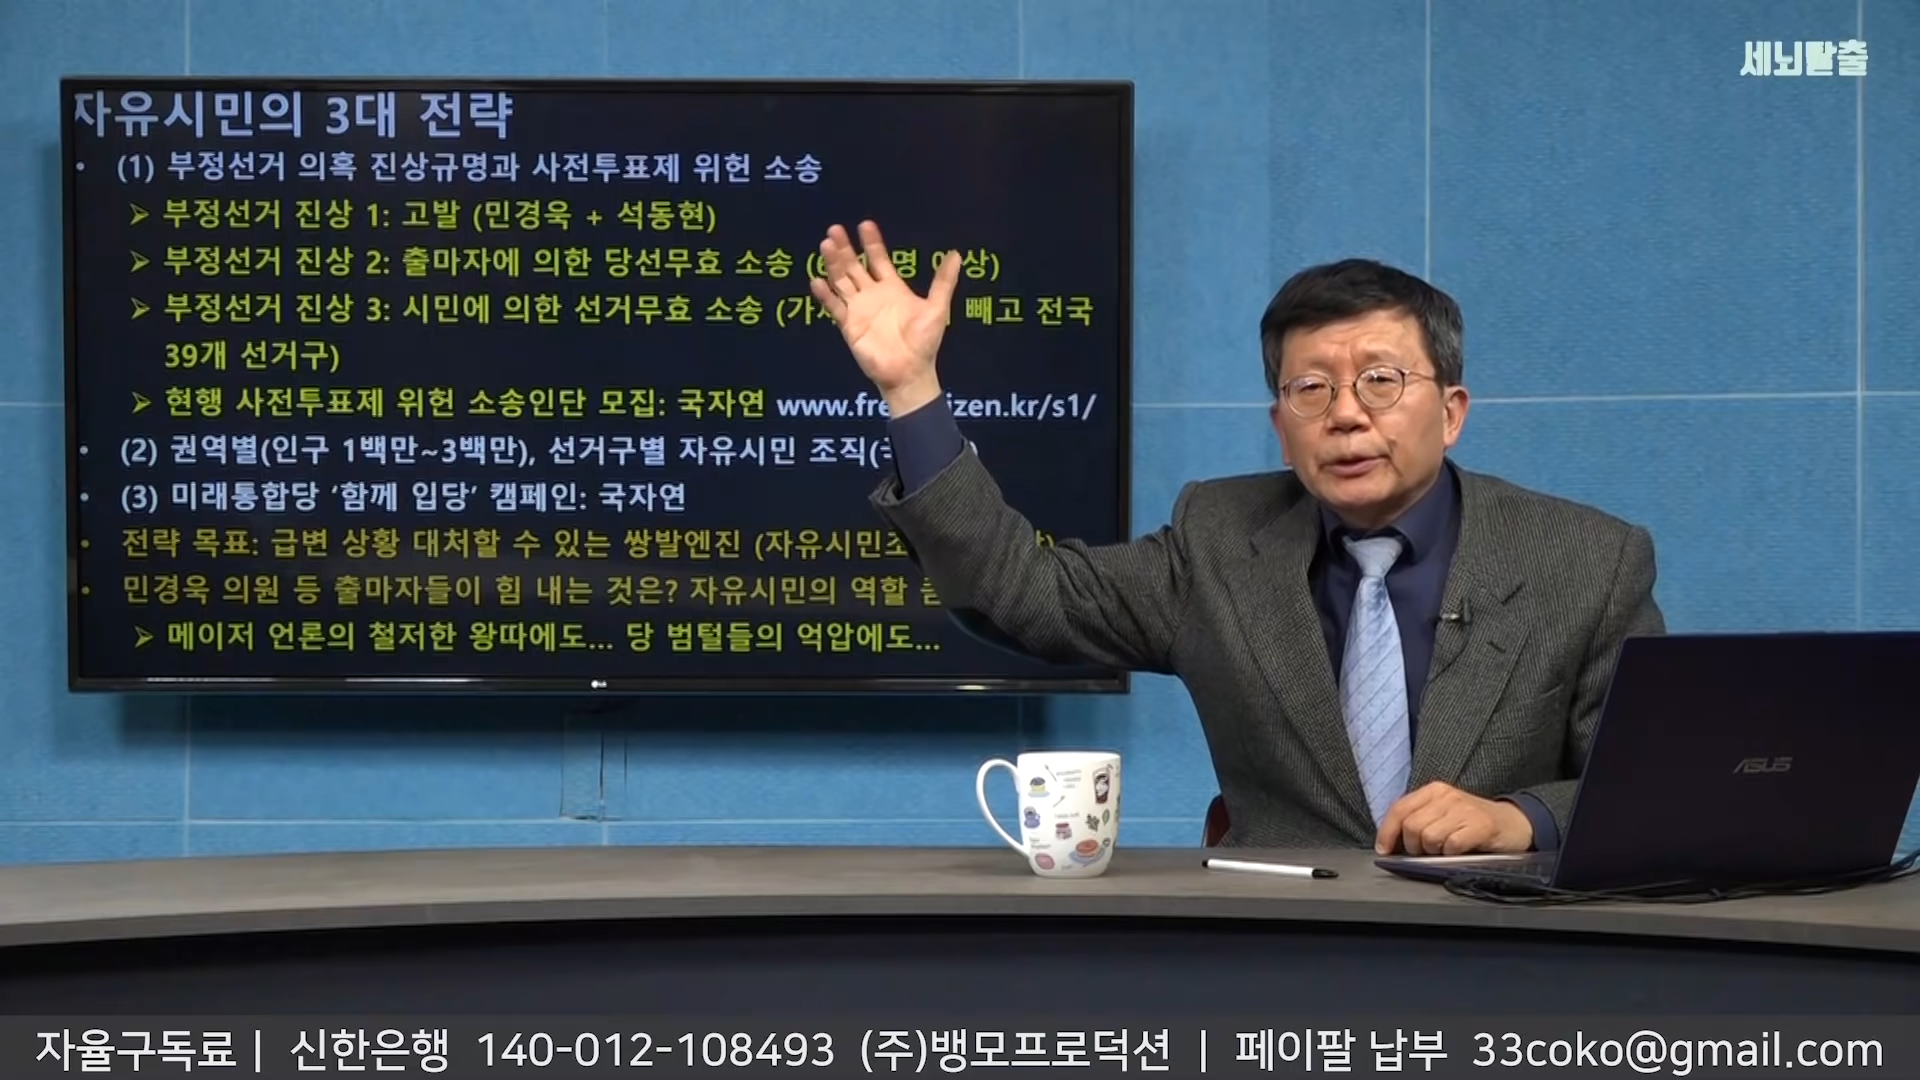 세뇌탈출
자유시민의 3대 전략
• (1) 부정선거 의혹 진상규명과 사전투표제 위헌 소송
➢ 부정선거 진상 1: 고발 (민경욱 + 석동현)
➢ 부정선거 진상 2: 출마자에 의한 당선무효 소송
➢ 부정선거 진상 3: 시민에 의한 선거무효 소송 빼고 전국
39개 선거구)
➢ 현행 사전투표제 위헌 소송인단 모집: 국자연
• (2) 권역별(인구 1백만~3백만), 선거구별 자유시민
• (3) 미래통합당 ‘함께 입당’ 캠페인: 국자연
• 전략 목표: 급변 상황 대처할 수 있는 쌍발엔진
• 민경욱 의원 등 출마자들이 힘 내는 것은? 자유시민의 역할
➢ 메이저 언론의 철저한 왕따에도... 당 범털들의 억압에도...
LG
ASUS
자율구독료 | 신한은행 140-012-108493 (주)뱅모프로덕션 | 페이팔 납부 33coko@gmail.com